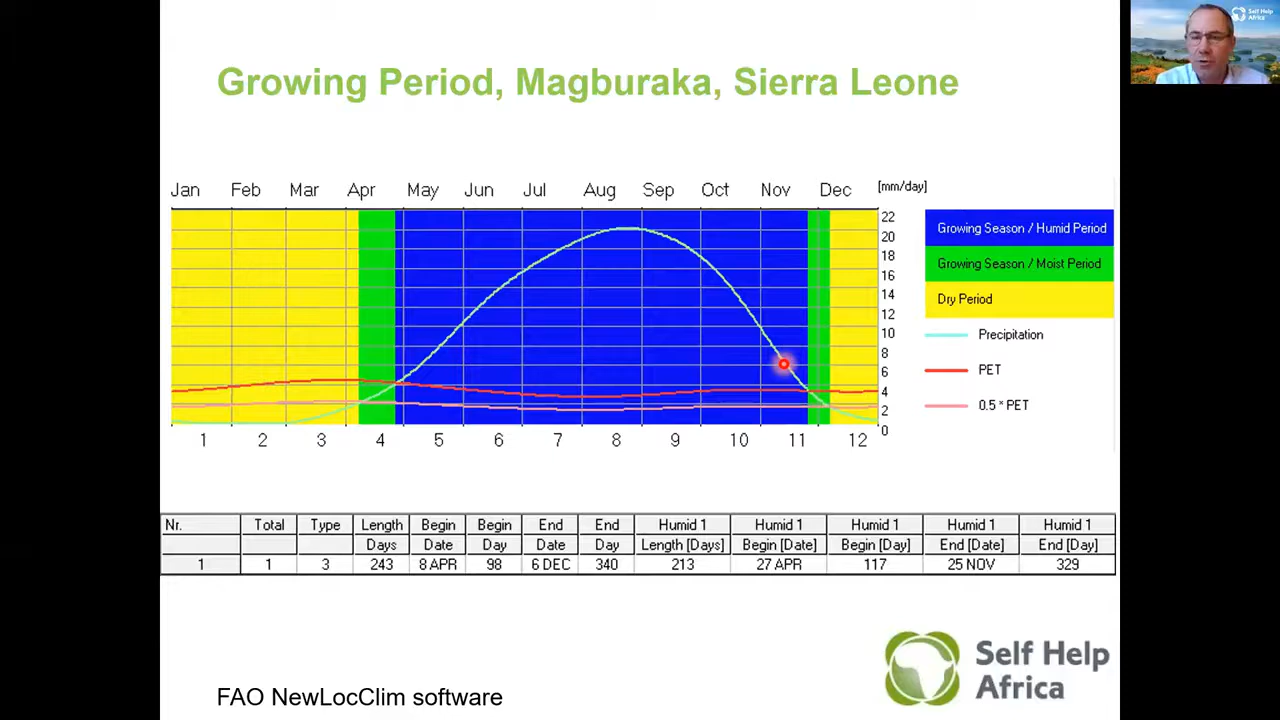 Self Help
Africa
Growing Period, Magburaka, Sierra Leone
Jan Feb Mar Apr May Jun Jul Aug Sep Oct Nov Dec [mm/day]
22
20
18
16
14
12
10
8
6
4
2
0
1 2 3 4 5 6 7 8 9 10 11 12
Growing Season / Humid Period
Growing Season / Moist Period
Dry Period
Precipitation
PET
0.5 * PET
Nr. Total Type Length Begin Begin End End Humid 1 Humid 1 Humid 1 Humid 1 Humid 1
Days Date Day Date Day Length [Days] Begin [Date] Begin [Day] End [Date] End [Day]
1 1 3 243 8 APR 98 6 DEC 340 213 27 APR 117 25 NOV 329
Self Help
Africa
FAO NewLocClim software